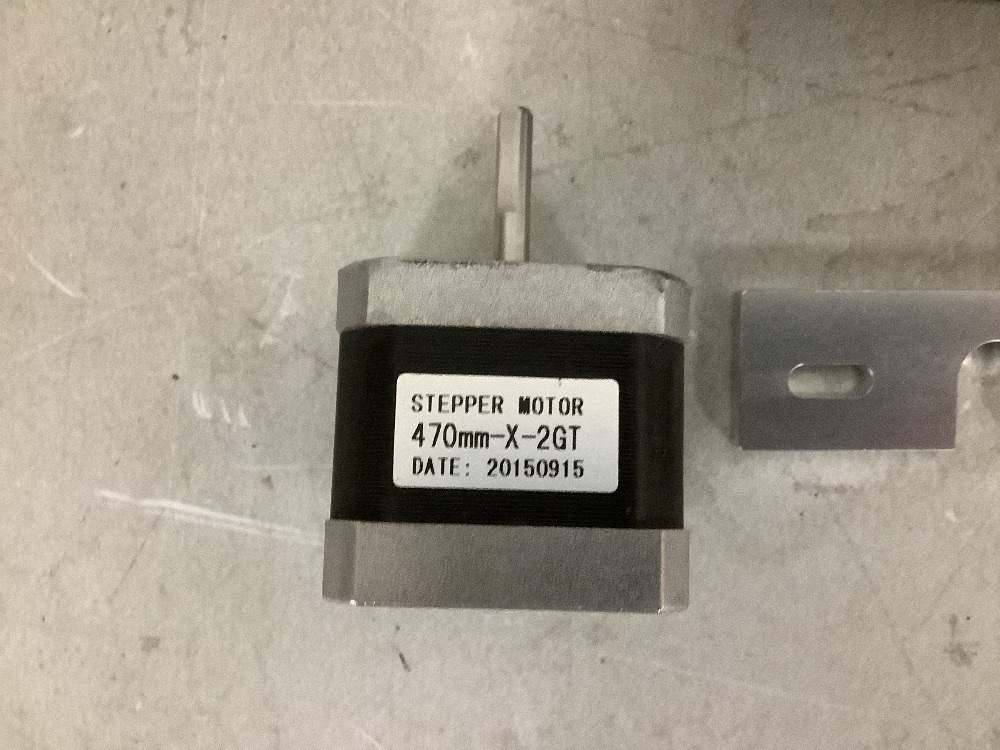 STEPPER MOTOR
470mm-X-2GT
DATE: 20150915